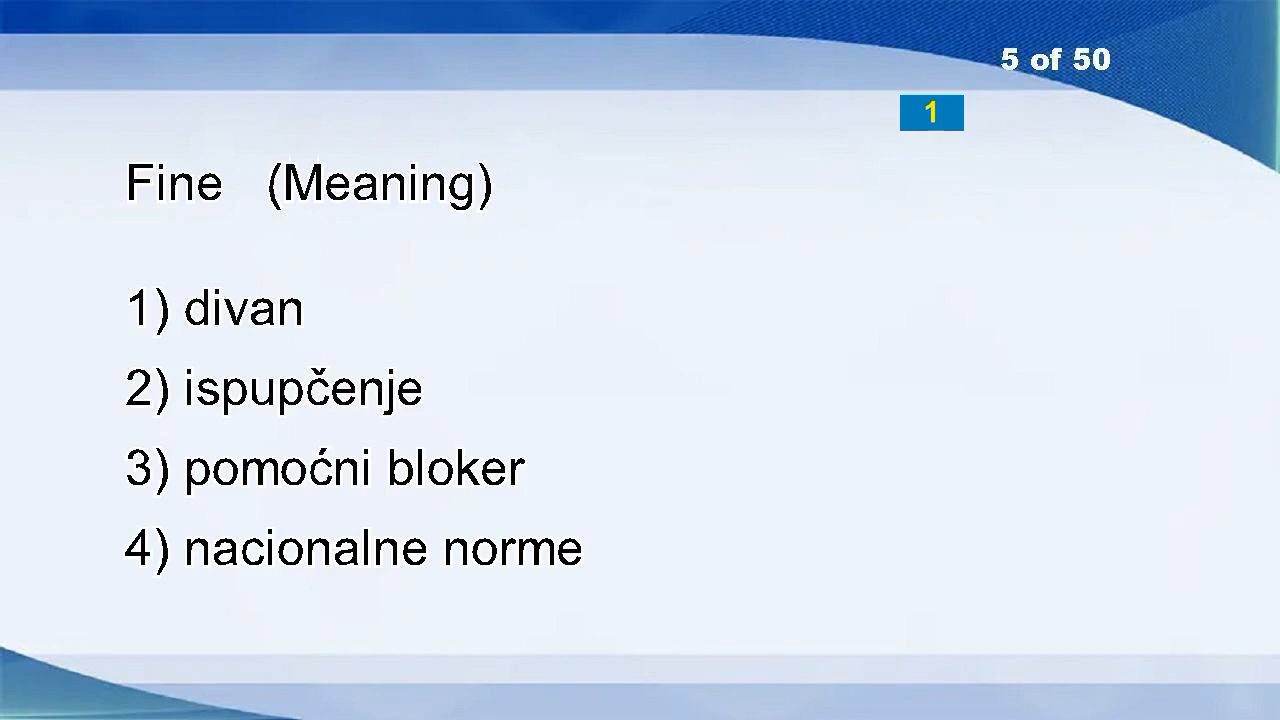 5 of 50
1
Fine (Meaning)
1) divan
2) ispupčenje
3) pomoćni bloker
4) nacionalne norme